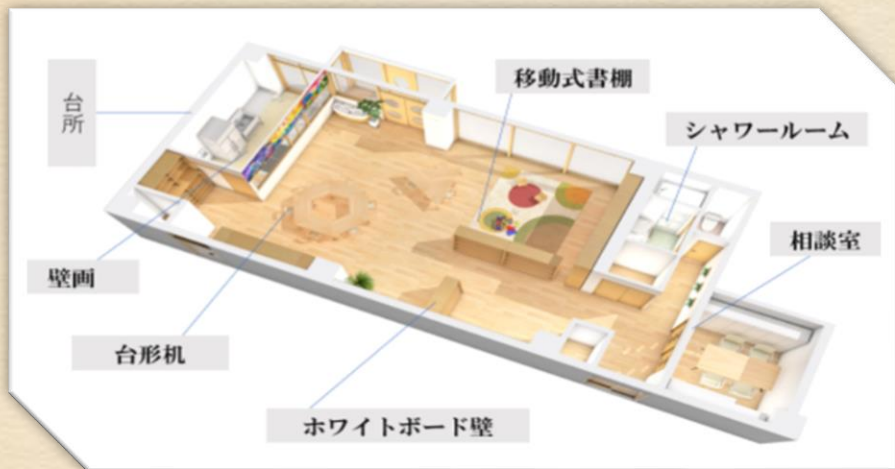 台所
移動式書棚
シャワールーム
相談室
壁画
台形机
ホワイトボード壁